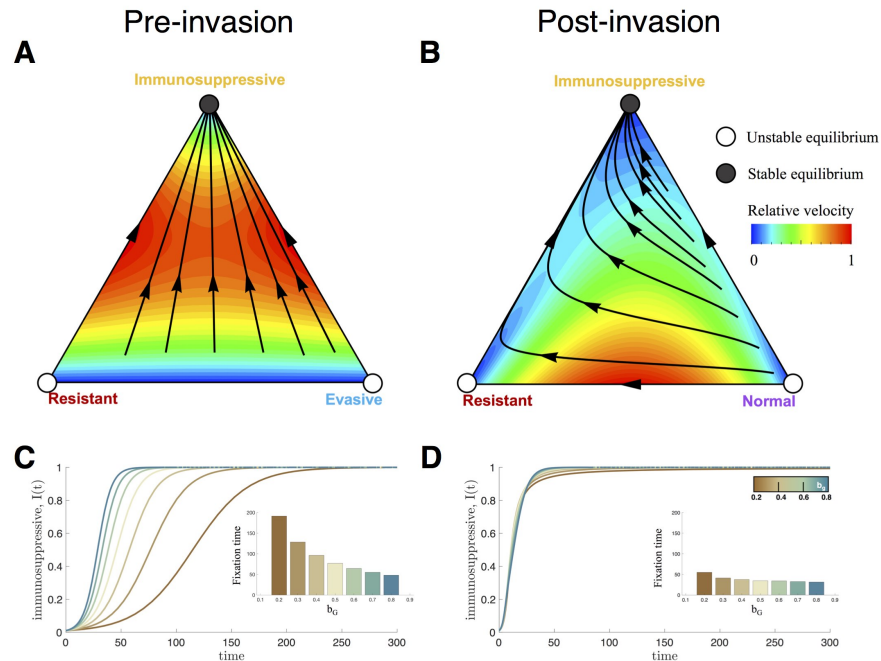 Pre-invasion
Post-invasion
A
B
Immunosuppressive
Immunosuppressive
Unstable equilibrium
Stable equilibrium
Relative velocity
0
1
Resistant
Evasive
Resistant
Normal
C
D
immunosuppressive, I(t)
1
0.8
0.6
0.4
0.2
0
0 50 100 150 200 250 300
time
Fixation time
200
150
100
50
0
0.1 0.2 0.3 0.4 0.5 0.6 0.7 0.8 0.9
b_G
immunosuppressive, I(t)
1
0.8
0.6
0.4
0.2
0
0 50 100 150 200 250 300
time
b_g
0.2 0.4 0.6 0.8
Fixation time
200
150
100
50
0
0.1 0.2 0.3 0.4 0.5 0.6 0.7 0.8 0.9
b_G